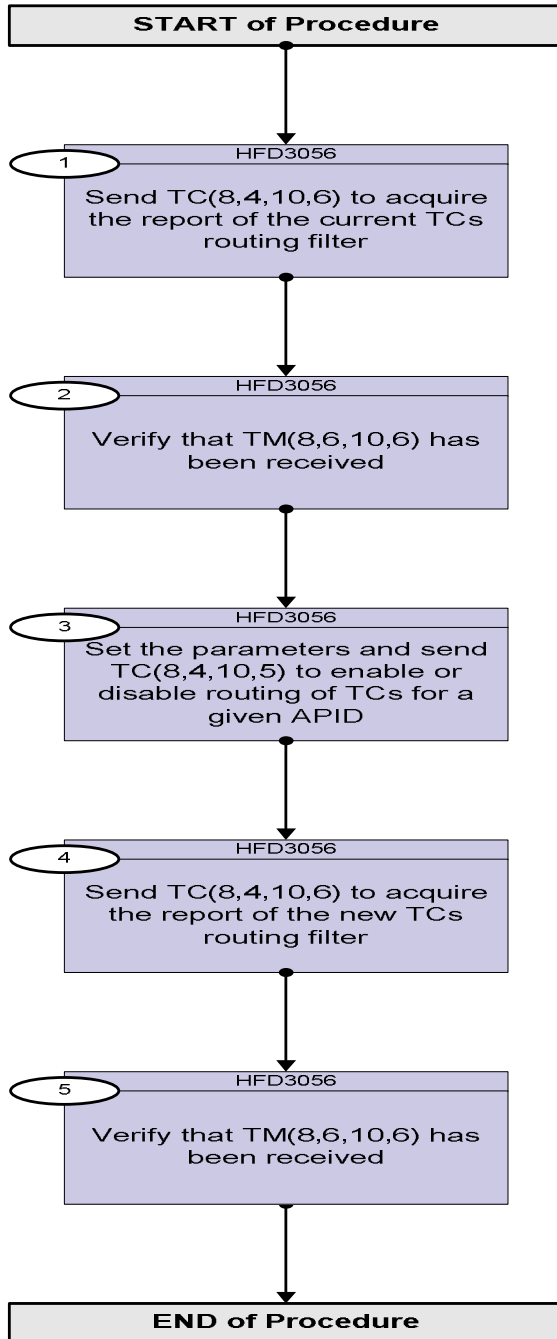 START of Procedure
HFD3056
1
Send TC(8,4,10,6) to acquire
the report of the current TCs
routing filter
HFD3056
2
Verify that TM(8,6,10,6) has
been received
HFD3056
3
Set the parameters and send
TC(8,4,10,5) to enable or
disable routing of TCs for a
given APID
HFD3056
4
Send TC(8,4,10,6) to acquire
the report of the new TCs
routing filter
HFD3056
5
Verify that TM(8,6,10,6) has
been received
END of Procedure